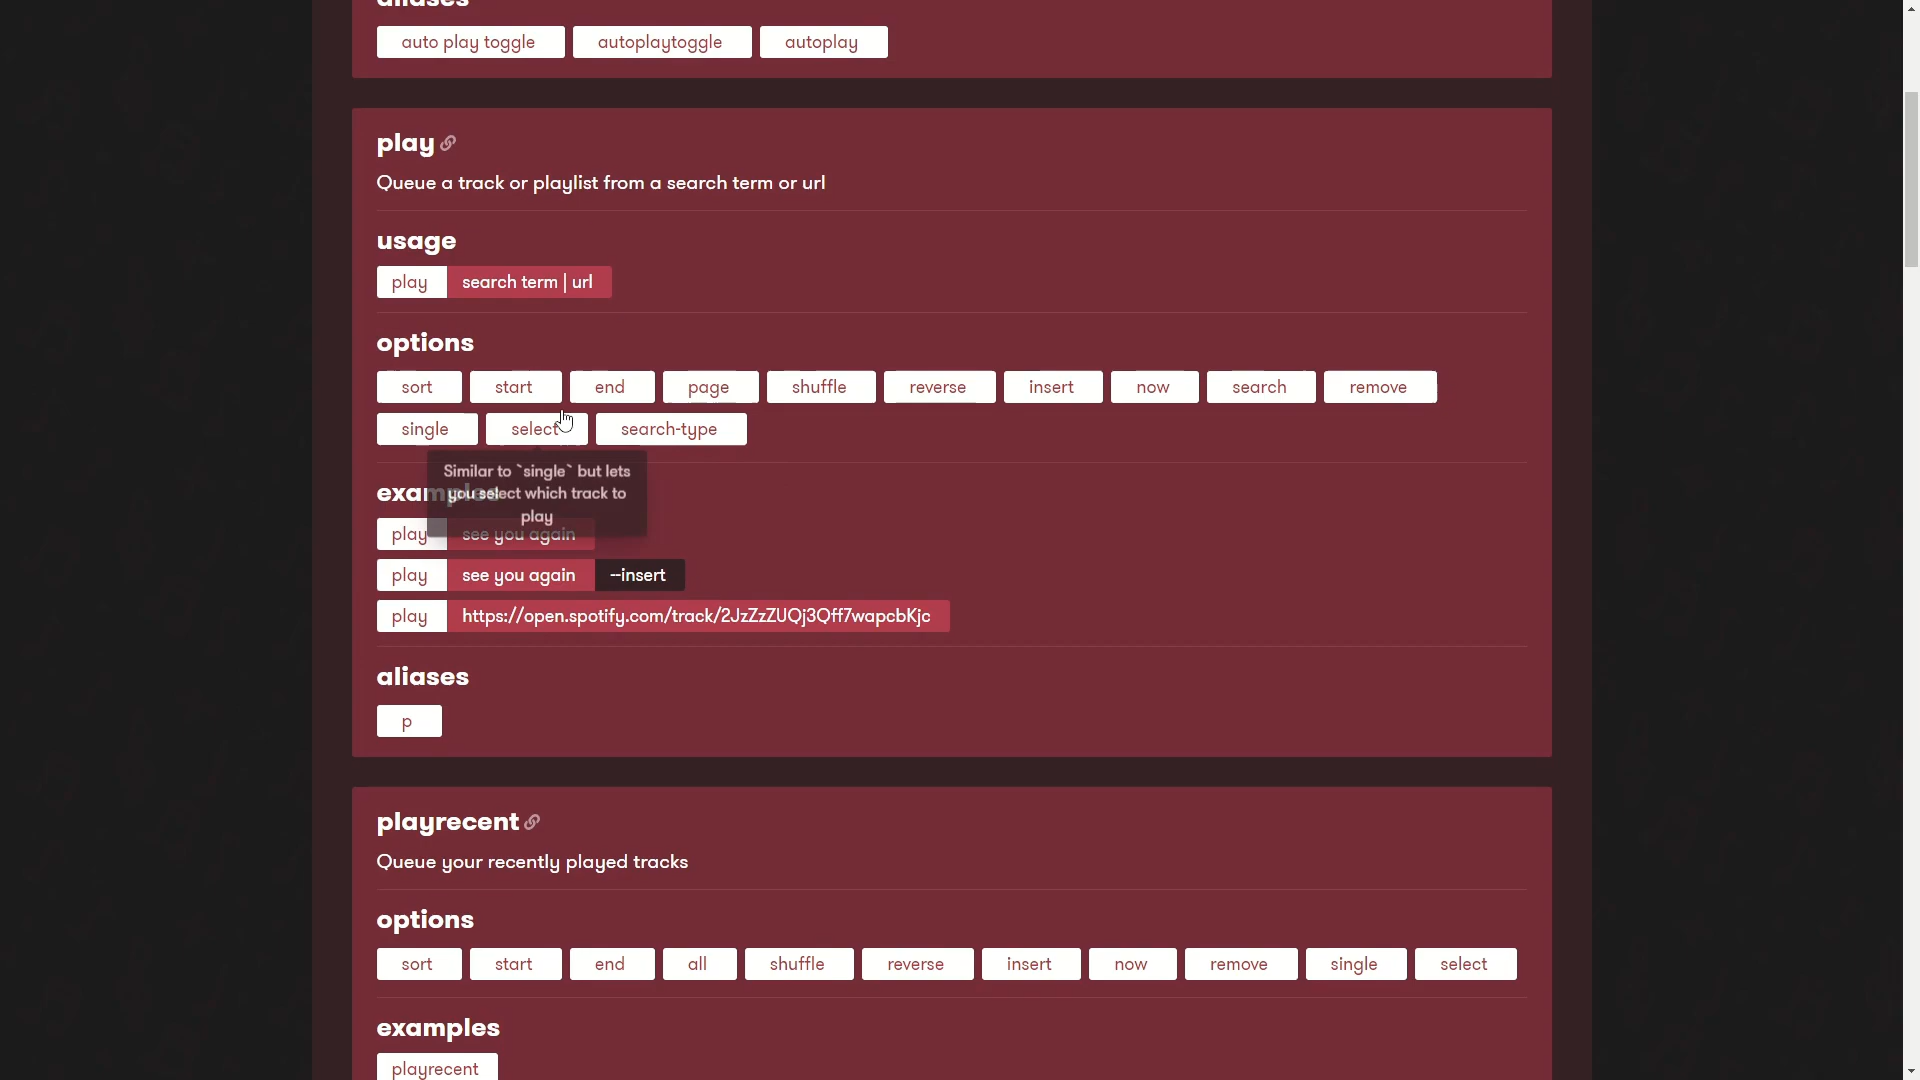 aliases
auto play toggle autoplaytoggle autoplay
play
Queue a track or playlist from a search term or url
usage
play search term | url
options
sort start end page shuffle reverse insert now search remove
single select search-type
Similar to `single` but lets
you select which track to
play
examples
play see you again
play see you again --insert
play https://open.spotify.com/track/2JzZzZUQj3Qff7wapcbKjc
aliases
p
playrecent
Queue your recently played tracks
options
sort start end all shuffle reverse insert now remove single select
examples
playrecent